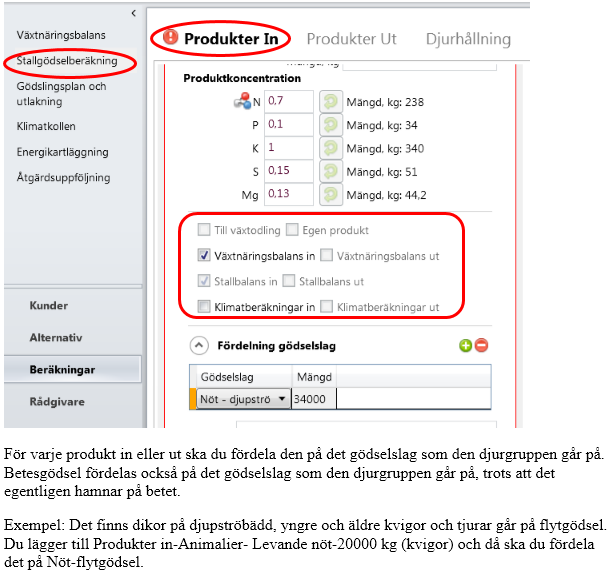 Växtnäringsbalans
Stallgödselberäkning
Gödslingsplan och
utlakning
Klimatkollen
Energikartläggning
Åtgärdsuppföljning
Kunder
Alternativ
Beräkningar
Rådgivare
Produkter In Produkter Ut Djurhållning
Produktkoncentration
N 0,7 Mängd, kg: 238
P 0,1 Mängd, kg: 34
K 1 Mängd, kg: 340
S 0,15 Mängd, kg: 51
Mg 0,13 Mängd, kg: 44,2
Till växtodling Egen produkt
Växtnäringsbalans in Växtnäringsbalans ut
Stallbalans in Stallbalans ut
Klimatberäkningar in Klimatberäkningar ut
Fördelning gödselslag
Gödselslag Mängd
Nöt - djupströ 34000
För varje produkt in eller ut ska du fördela den på det gödselslag som den djurgruppen går på.
Betesgödsel fördelas också på det gödselslag som den djurgruppen går på, trots att det
egentligen hamnar på betet.
Exempel: Det finns dikor på djupströbädd, yngre och äldre kvigor och tjurar går på flytgödsel.
Du lägger till Produkter in-Animalier- Levande nöt-20000 kg (kvigor) och då ska du fördela
det på Nöt-flytgödsel.